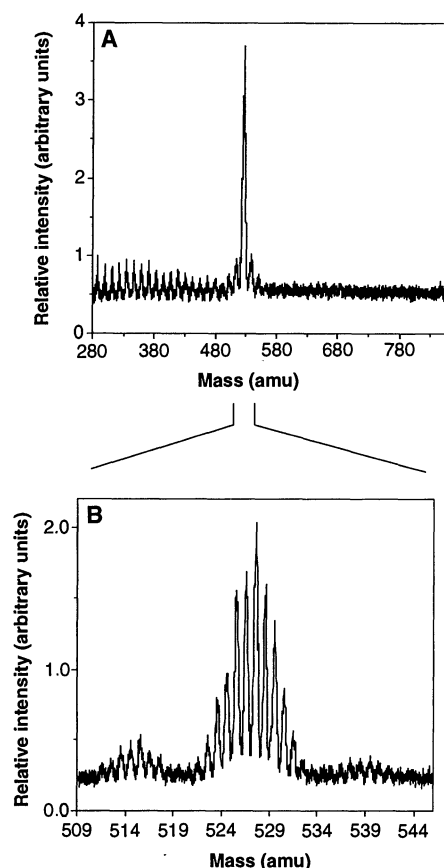 A
Relative intensity (arbitrary units)
4
3
2
1
0
280 380 480 580 680 780
Mass (amu)
B
Relative intensity (arbitrary units)
2.0
1.0
0.0
509 514 519 524 529 534 539 544
Mass (amu)